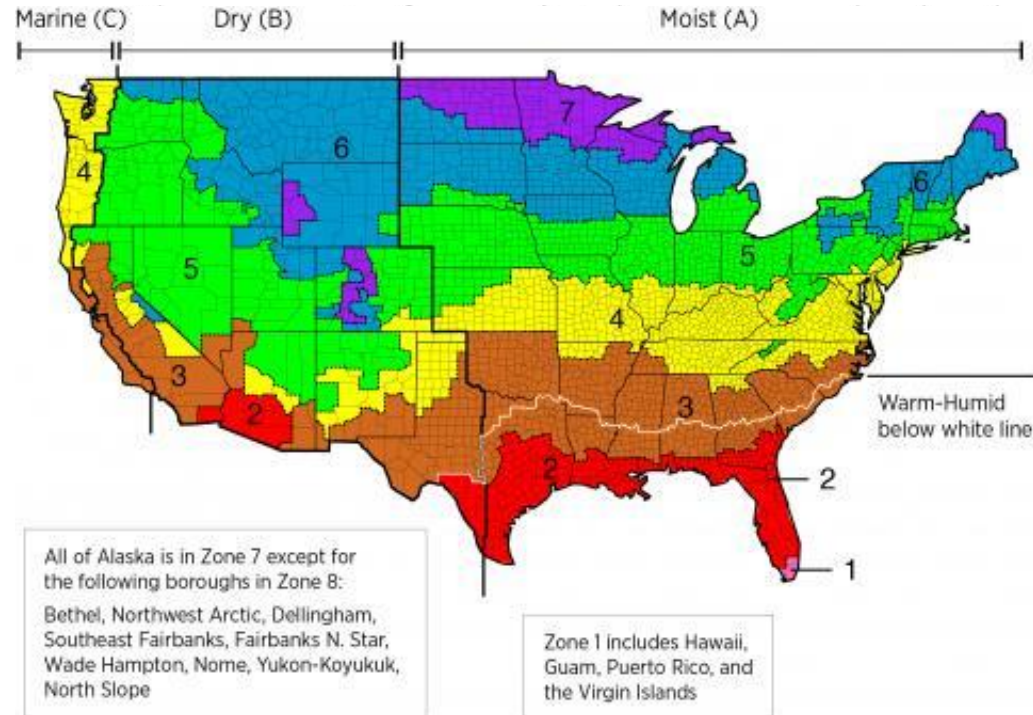 Marine (C)
Dry (B)
Moist (A)
7
6
4
6
5
5
4
3
3
2
Warm-Humid
below white line
2
2
1
All of Alaska is in Zone 7 except for
the following boroughs in Zone 8:
Bethel, Northwest Arctic, Dellingham,
Southeast Fairbanks, Fairbanks N. Star,
Wade Hampton, Nome, Yukon-Koyukuk,
North Slope
Zone 1 includes Hawaii,
Guam, Puerto Rico, and
the Virgin Islands